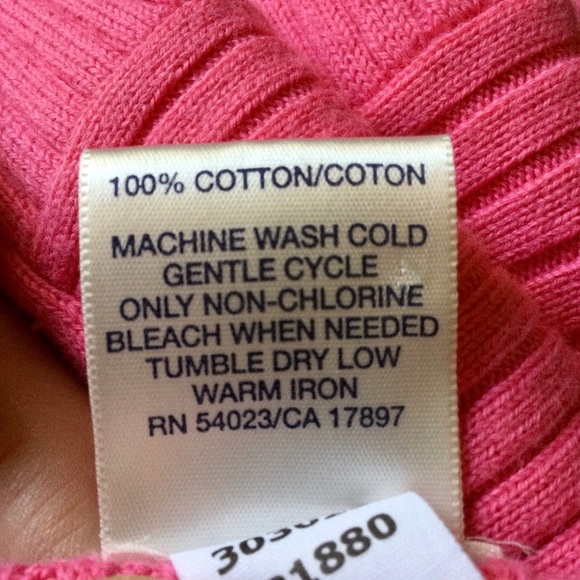 100% COTTON/COTON
MACHINE WASH COLD
GENTLE CYCLE
ONLY NON-CHLORINE
BLEACH WHEN NEEDED
TUMBLE DRY LOW
WARM IRON
RN 54023/CA 17897